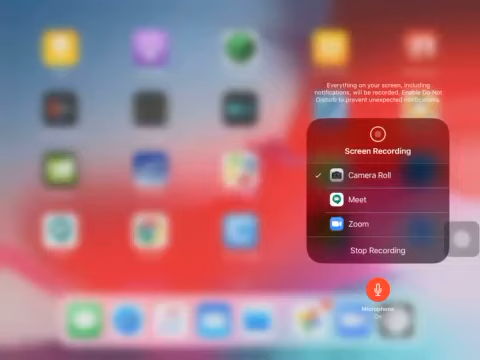 Everything on your screen, including
notifications, will be recorded. Enable Do Not
Disturb to prevent unexpected notifications.
Screen Recording
Camera Roll
Meet
Zoom
Stop Recording
Microphone
On